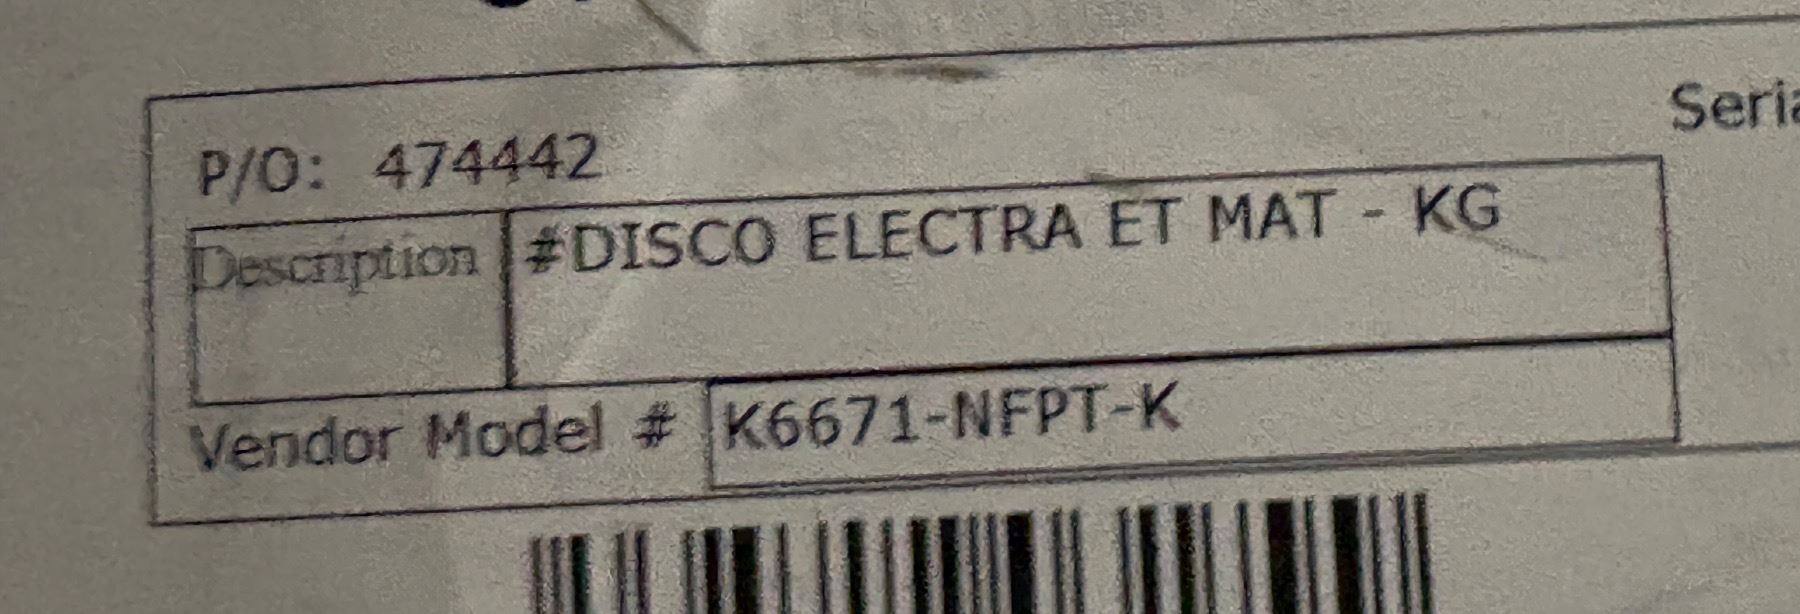 P/O: 474442
Seria
Description #DISCO ELECTRA ET MAT - KG
Vendor Model # K6671-NFPT-K